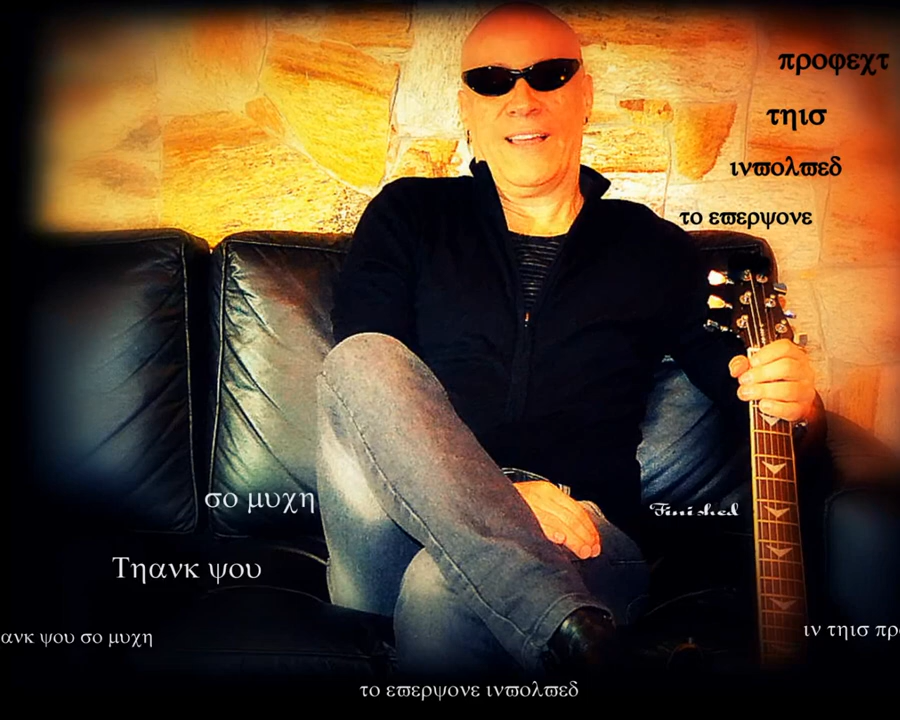 προφεχτ
τηισ
ινϖολϖεδ
το εϖερψονε
σο μυχη
Finished
Τηανκ ψου
ανκ ψου σο μυχη
ιν τηισ προ
το εϖερψονε ινϖολϖεδ